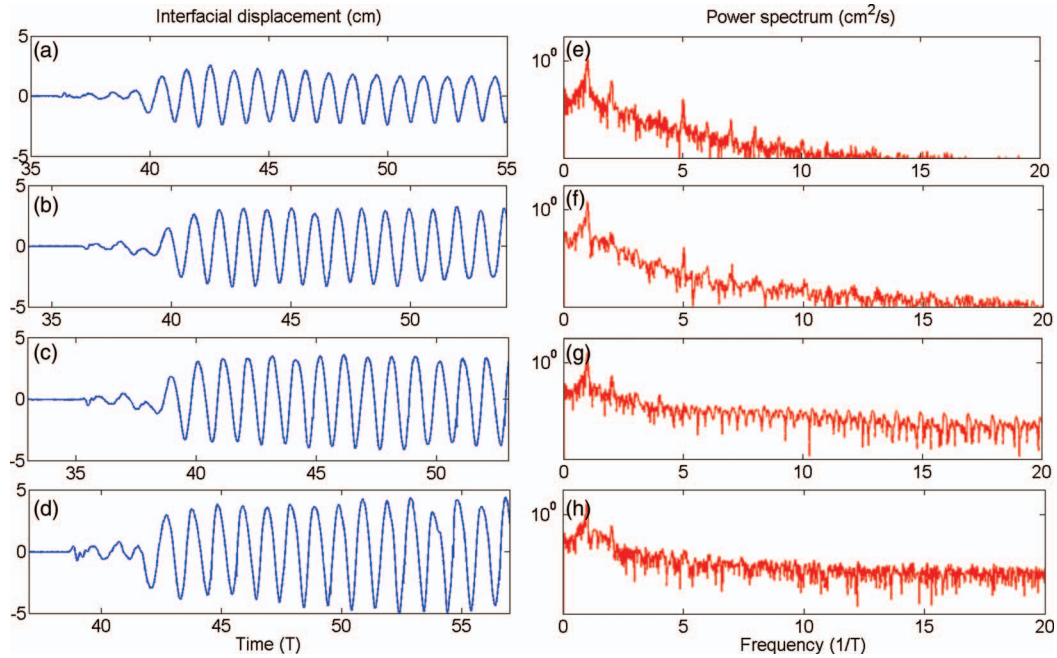 Interfacial displacement (cm)
Power spectrum (cm²/s)
(a)
5
0
-5
35 40 45 50 55
(e)
10⁰
0 5 10 15 20
(b)
5
0
-5
35 40 45 50
(f)
10⁰
0 5 10 15 20
(c)
5
0
-5
35 40 45 50
(g)
10⁰
0 5 10 15 20
(d)
5
0
-5
40 45 50 55
Time (T)
(h)
10⁰
0 5 10 15 20
Frequency (1/T)